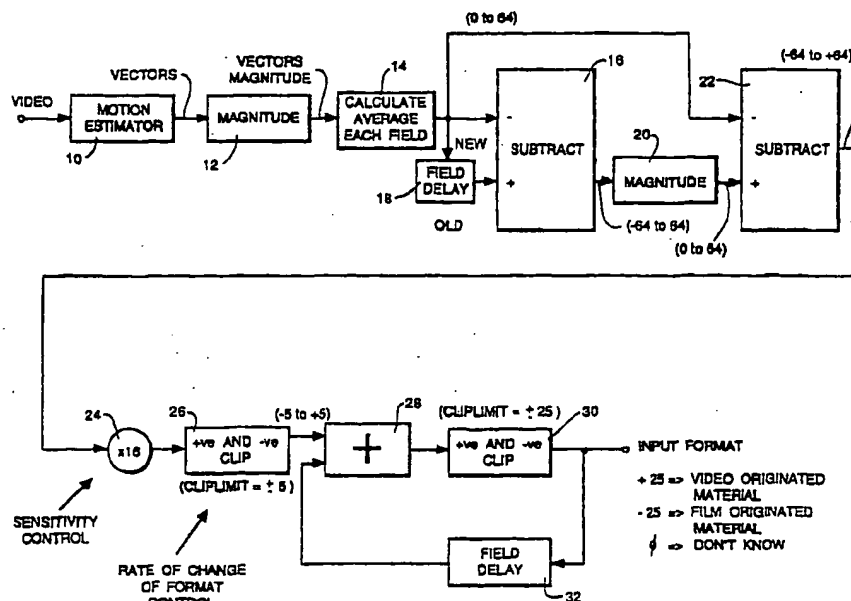 (0 to 64)
(-64 to +64)
VECTORS
VECTORS
MAGNITUDE
14
16
22
VIDEO
MOTION
ESTIMATOR
MAGNITUDE
CALCULATE
AVERAGE
EACH FIELD
-
-
10
12
NEW
SUBTRACT
20
SUBTRACT
18
FIELD
DELAY
+
MAGNITUDE
+
OLD
(-64 to 64)
(0 to 64)
24
26
(-5 to +5)
28
(CLIPLIMIT = ± 25)
30
x16
+ve AND -ve
CLIP
+
+ve AND -ve
CLIP
INPUT FORMAT
(CLIPLIMIT = ± 5)
+ 25 => VIDEO ORIGINATED
MATERIAL
- 25 => FILM ORIGINATED
MATERIAL
ϕ => DON'T KNOW
SENSITIVITY
CONTROL
FIELD
DELAY
32
RATE OF CHANGE
OF FORMAT
CONTROL